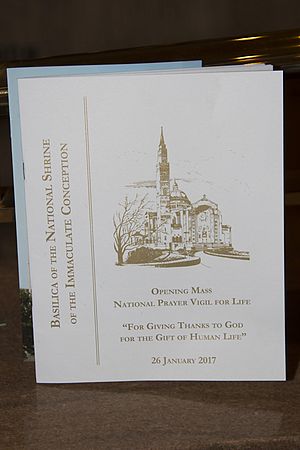 Basilica of the National Shrine
of the Immaculate Conception
Opening Mass
National Prayer Vigil for Life
“For Giving Thanks to God
for the Gift of Human Life”
26 January 2017